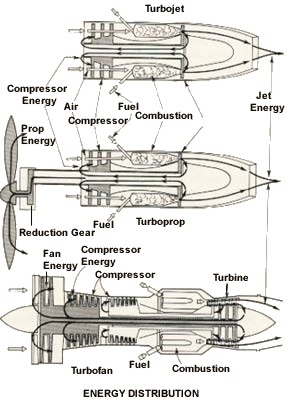 Turbojet
Compressor
Energy
Air
Compressor
Fuel
Combustion
Jet
Energy
Prop
Energy
Reduction Gear
Fuel
Turboprop
Fan
Energy
Compressor
Energy
Compressor
Turbine
Turbofan
Fuel
Combustion
ENERGY DISTRIBUTION